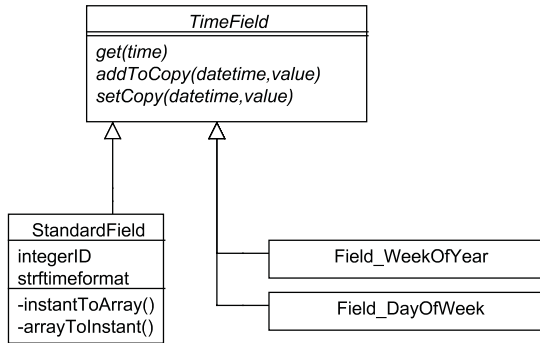 TimeField
get(time)
addToCopy(datetime,value)
setCopy(datetime,value)
StandardField
integerID
strftimeformat
-instantToArray()
-arrayToInstant()
Field_WeekOfYear
Field_DayOfWeek